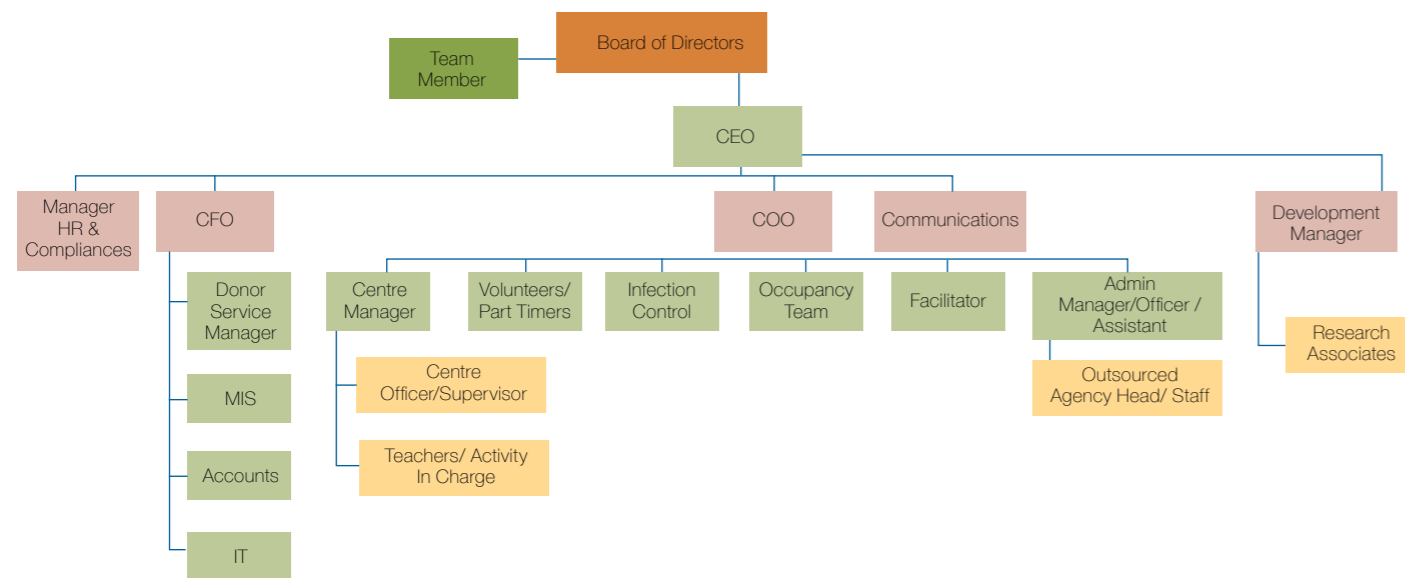 Board of Directors
Team
Member
CEO
Manager
HR &
Compliances
CFO
COO
Communications
Development
Manager
Donor
Service
Manager
Centre
Manager
Volunteers/
Part Timers
Infection
Control
Occupancy
Team
Facilitator
Admin
Manager/Officer /
Assistant
Research
Associates
Centre
Officer/Supervisor
Outsourced
Agency Head/ Staff
MIS
Teachers/ Activity
In Charge
Accounts
IT